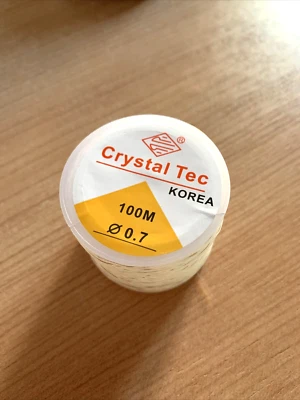 ®
Crystal Tec
KOREA
100M
Ø 0.7